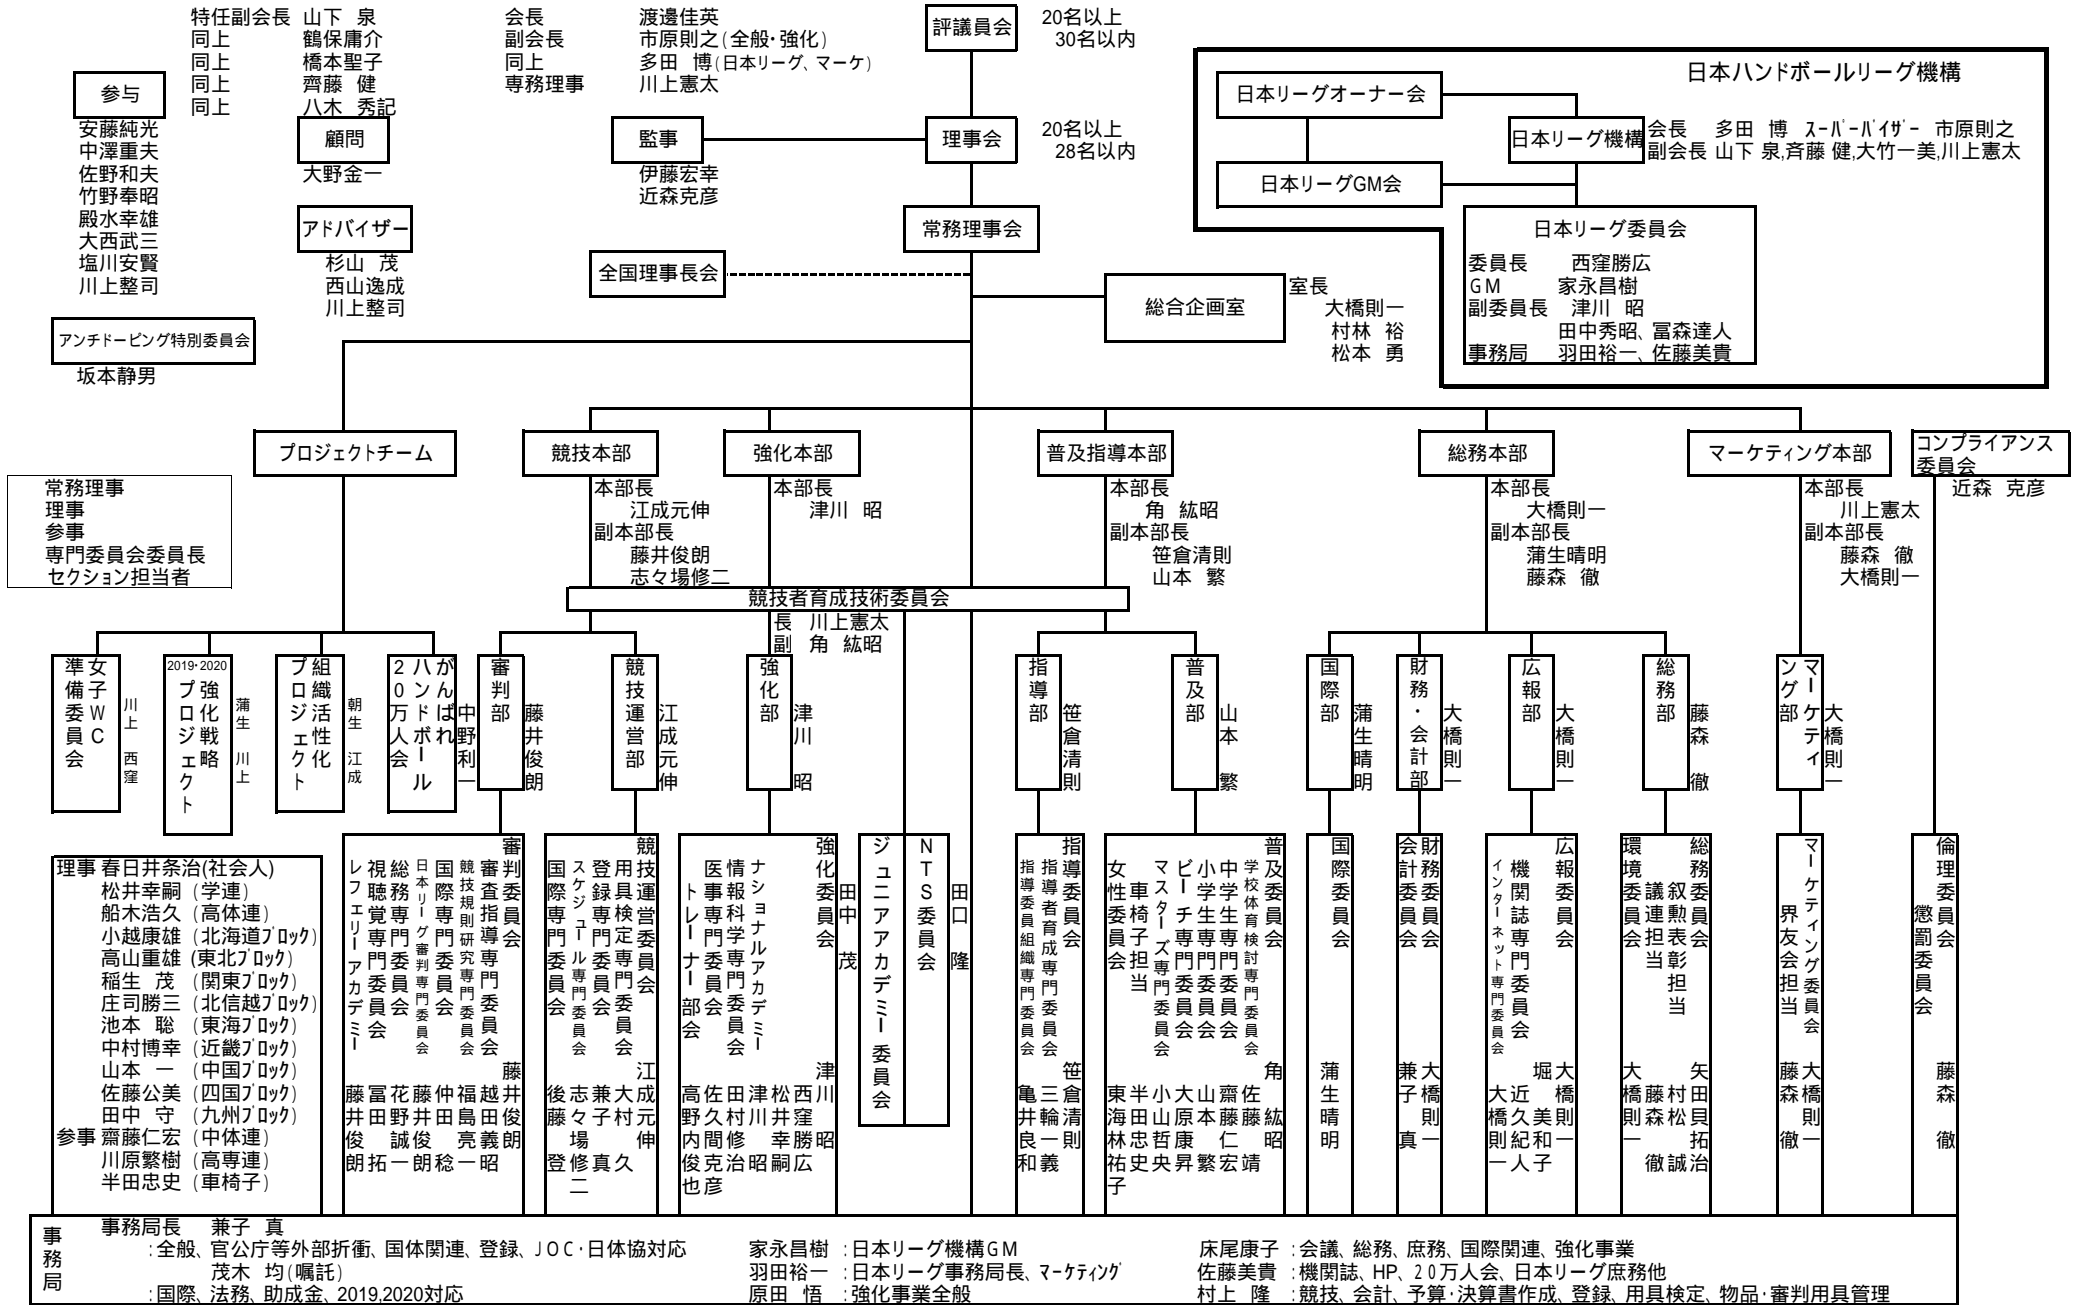 特任副会長 山下 泉
同上 鶴保庸介
同上 橋本聖子
同上 齊藤 健
同上 八木 秀記
会長 渡邊佳英
副会長 市原則之(全般・強化)
同上 多田 博(日本リーグ、マーケ)
専務理事 川上憲太
評議員会
20名以上
30名以内
参与
安藤純光
中澤重夫
佐野和夫
竹野奉昭
殿水幸雄
大西武三
塩川安賢
川上整司
顧問
大野金一
アドバイザー
杉山 茂
西山逸成
川上整司
監事
伊藤宏幸
近森克彦
理事会
20名以上
28名以内
常務理事会
全国理事長会
総合企画室
室長
大橋則一
村林 裕
松本 勇
日本ハンドボールリーグ機構
日本リーグオーナー会
日本リーグ機構
会長 多田 博 スーパーバイザー 市原則之
副会長 山下 泉,斉藤 健,大竹一美,川上憲太
日本リーグGM会
日本リーグ委員会
委員長 西窪勝広
GM 家永昌樹
副委員長 津川 昭
田中秀昭、冨森達人
事務局 羽田裕一、佐藤美貴
アンチドーピング特別委員会
坂本静男
プロジェクトチーム
競技本部
本部長
江成元伸
副本部長
藤井俊朗
志々場修二
強化本部
本部長
津川 昭
普及指導本部
本部長
角 紘昭
副本部長
笹倉清則
山本 繁
総務本部
本部長
大橋則一
副本部長
蒲生晴明
藤森 徹
マーケティング本部
本部長
川上憲太
副本部長
藤森 徹
大橋則一
コンプライアンス
委員会
近森 克彦
常務理事
理事
参事
専門委員会委員長
セクション担当者
競技者育成技術委員会
長 川上憲太
副 角 紘昭
女子WC
準備委員会
川上 西窪
2019・2020
強化戦略
プロジェクト
蒲生 川上
組織活性化
プロジェクト
朝生 江成
がんばれ
ハンドボール
20万人会
中野利一
審判部
藤井俊朗
競技運営部
江成元伸
強化部
津川 昭
指導部
笹倉清則
普及部
山本 繁
国際部
蒲生晴明
財務・会計部
大橋則一
広報部
大橋則一
総務部
藤森 徹
マーケティ
ング部
大橋則一
理事 春日井条治(社会人)
松井幸嗣 (学連)
船木浩久 (高体連)
小越康雄 (北海道ブロック)
高山重雄 (東北ブロック)
稲生 茂 (関東ブロック)
庄司勝三 (北信越ブロック)
池本 聡 (東海ブロック)
中村博幸 (近畿ブロック)
山本 一 (中国ブロック)
佐藤公美 (四国ブロック)
田中 守 (九州ブロック)
参事 齋藤仁宏 (中体連)
川原繁樹 (高専連)
半田忠史 (車椅子)
審判委員会 藤井俊朗
審査指導専門委員会 越田義昭
競技規則研究専門委員会 福島亮一
国際専門委員会 仲田 稔
日本リーグ審判専門委員会 藤井俊朗
総務専門委員会 花野誠一
視聴覚専門委員会 冨田 拓
レフェリーアカデミー 藤井俊朗
競技運営委員会 江成元伸
用具検定専門委員会 大村 久
登録専門委員会 兼子 真
スケジュール専門委員会 志々場修二
国際専門委員会 後藤 登
強化委員会 津川 昭
西窪勝広
松井幸嗣
ナショナルアカデミー 津川 昭
情報科学専門委員会 田村修治
医事専門委員会 佐久間克彦
トレーナー部会 高野内俊也
ジュニアアカデミー委員会
田中 茂
NTS委員会
田口 隆
指導委員会 笹倉清則
指導者育成専門委員会 三輪一義
指導委員組織専門委員会 亀井良和
普及委員会 角 紘昭
学校体育検討専門委員会 佐藤 靖
中学生専門委員会 齋藤仁宏
小学生専門委員会 山本 繁
ビーチ専門委員会 大原康昇
マスターズ専門委員会 小山哲央
車椅子担当 半田忠史
女性委員会 東海林祐子
国際委員会 蒲生晴明
財務委員会 大橋則一
会計委員会 兼子 真
広報委員会 大橋則一
堀 美和子
機関誌専門委員会 近久紀人
インターネット専門委員会 大橋則一
総務委員会 矢田貝拓治
叙勲表彰担当 村松 誠
議連担当 藤森 徹
環境委員会 大橋則一
マーケティング委員会 大橋則一
界友会担当 藤森 徹
倫理委員会 藤森 徹
懲罰委員会
事務局
事務局長 兼子 真
:全般、官公庁等外部折衝、国体関連、登録、JOC・日体協対応
茂木 均(嘱託)
:国際、法務、助成金、2019,2020対応
家永昌樹 :日本リーグ機構GM
羽田裕一 :日本リーグ事務局長、マーケティング
原田 悟 :強化事業全般
床尾康子 :会議、総務、庶務、国際関連、強化事業
佐藤美貴 :機関誌、HP、20万人会、日本リーグ庶務他
村上 隆 :競技、会計、予算・決算書作成、登録、用具検定、物品・審判用具管理